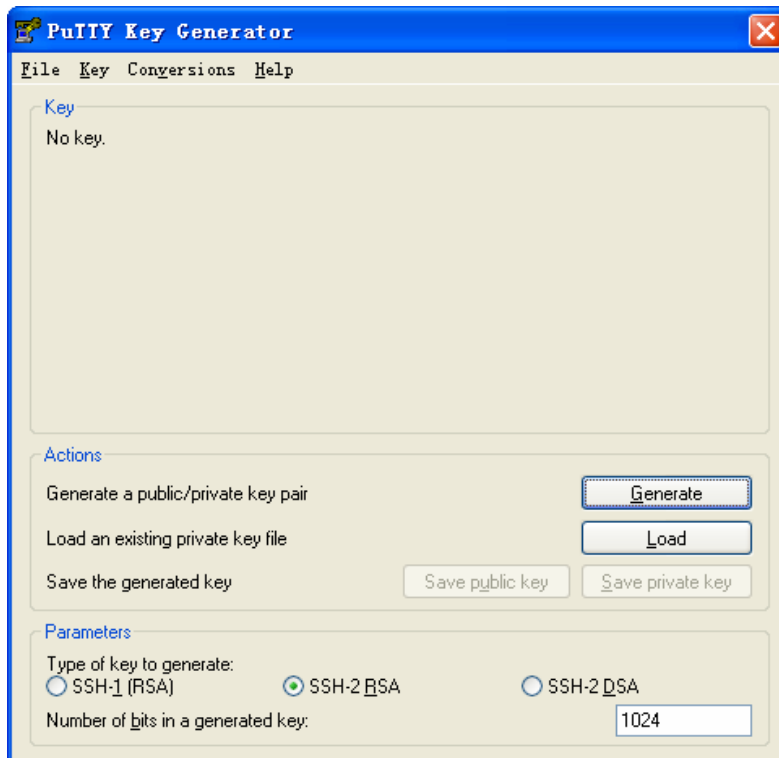 PuTTY Key Generator
File Key Conversions Help
Key
No key.
Actions
Generate a public/private key pair
Generate
Load an existing private key file
Load
Save the generated key
Save public key
Save private key
Parameters
Type of key to generate:
SSH-1 (RSA)
SSH-2 RSA
SSH-2 DSA
Number of bits in a generated key:
1024